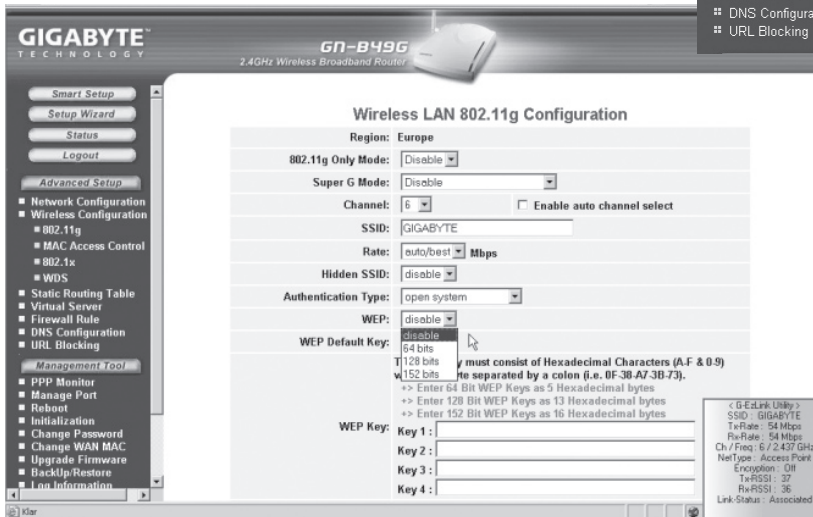 DNS Configura
URL Blocking
GIGABYTE™
TECHNOLOGY
GN-B49G
2.4GHz Wireless Broadband Router
Smart Setup
Setup Wizard
Status
Logout
Advanced Setup
Network Configuration
Wireless Configuration
802.11g
MAC Access Control
802.1x
WDS
Static Routing Table
Virtual Server
Firewall Rule
DNS Configuration
URL Blocking
Management Tool
PPP Monitor
Manage Port
Reboot
Initialization
Change Password
Change WAN MAC
Upgrade Firmware
BackUp/Restore
Log Information
Wireless LAN 802.11g Configuration
Region: Europe
802.11g Only Mode: Disable
Super G Mode: Disable
Channel: 6 Enable auto channel select
SSID: GIGABYTE
Rate: auto/best Mbps
Hidden SSID: disable
Authentication Type: open system
WEP: disable
disable
64 bits
128 bits
152 bits
WEP Default Key:
must consist of Hexadecimal Characters (A-F & 0-9)
separated by a colon (i.e. 0F-38-A7-3B-73).
+> Enter 64 Bit WEP Keys as 5 Hexadecimal bytes
+> Enter 128 Bit WEP Keys as 13 Hexadecimal bytes
+> Enter 152 Bit WEP Keys as 16 Hexadecimal bytes
WEP Key:
Key 1 :
Key 2 :
Key 3 :
Key 4 :
< G-EzLink Utility >
SSID : GIGABYTE
Tx-Rate : 54 Mbps
Rx-Rate : 54 Mbps
Ch / Freq : 6 / 2.437 GHz
NetType : Access Point
Encryption : Off
Tx-RSSI : 37
Rx-RSSI : 36
Link-Status : Associated
Klar